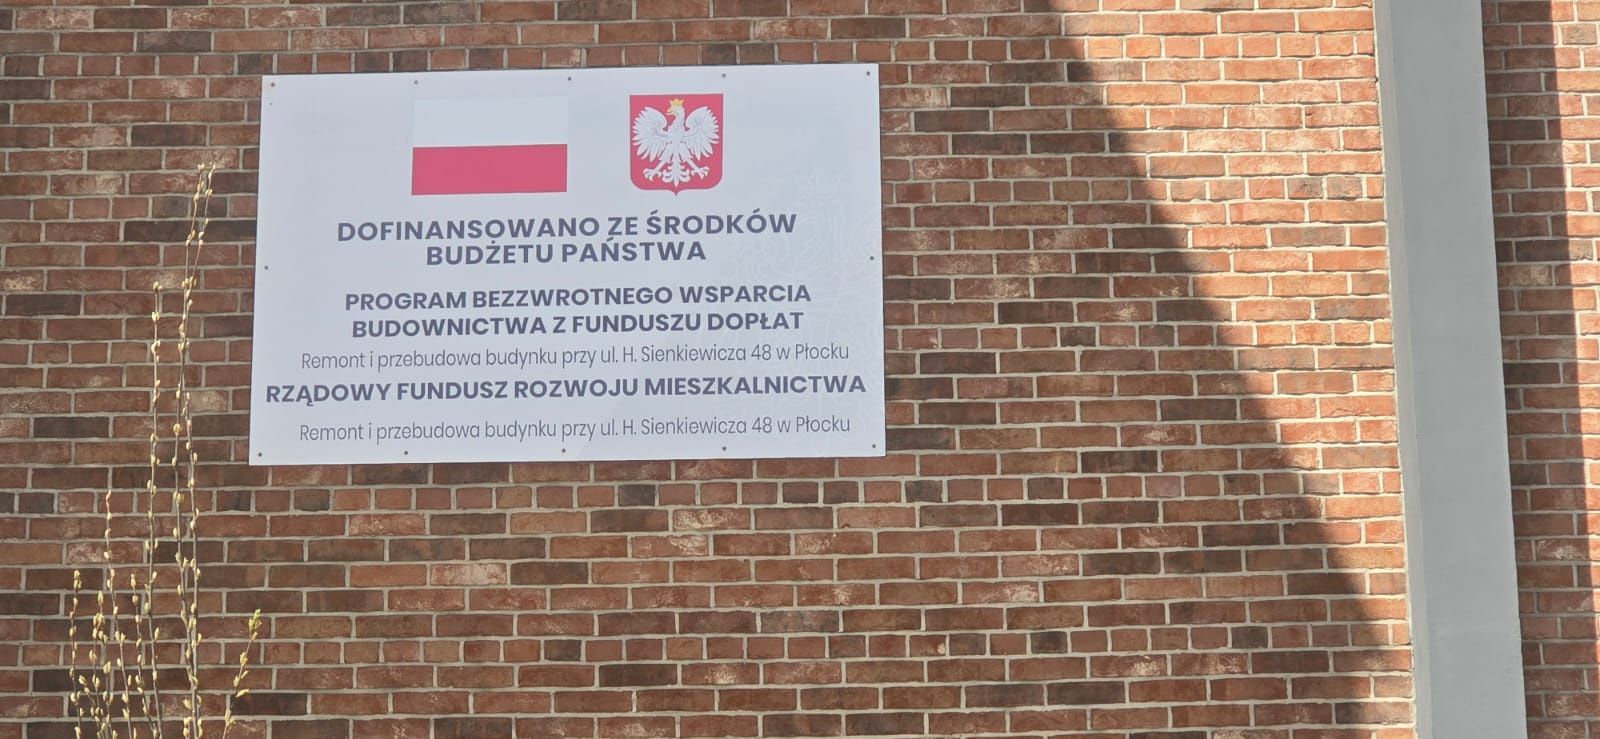 DOFINANSOWANO ZE ŚRODKÓW
BUDŻETU PAŃSTWA
PROGRAM BEZZWROTNEGO WSPARCIA
BUDOWNICTWA Z FUNDUSZU DOPŁAT
Remont i przebudowa budynku przy ul. H. Sienkiewicza 48 w Płocku
RZĄDOWY FUNDUSZ ROZWOJU MIESZKALNICTWA
Remont i przebudowa budynku przy ul. H. Sienkiewicza 48 w Płocku